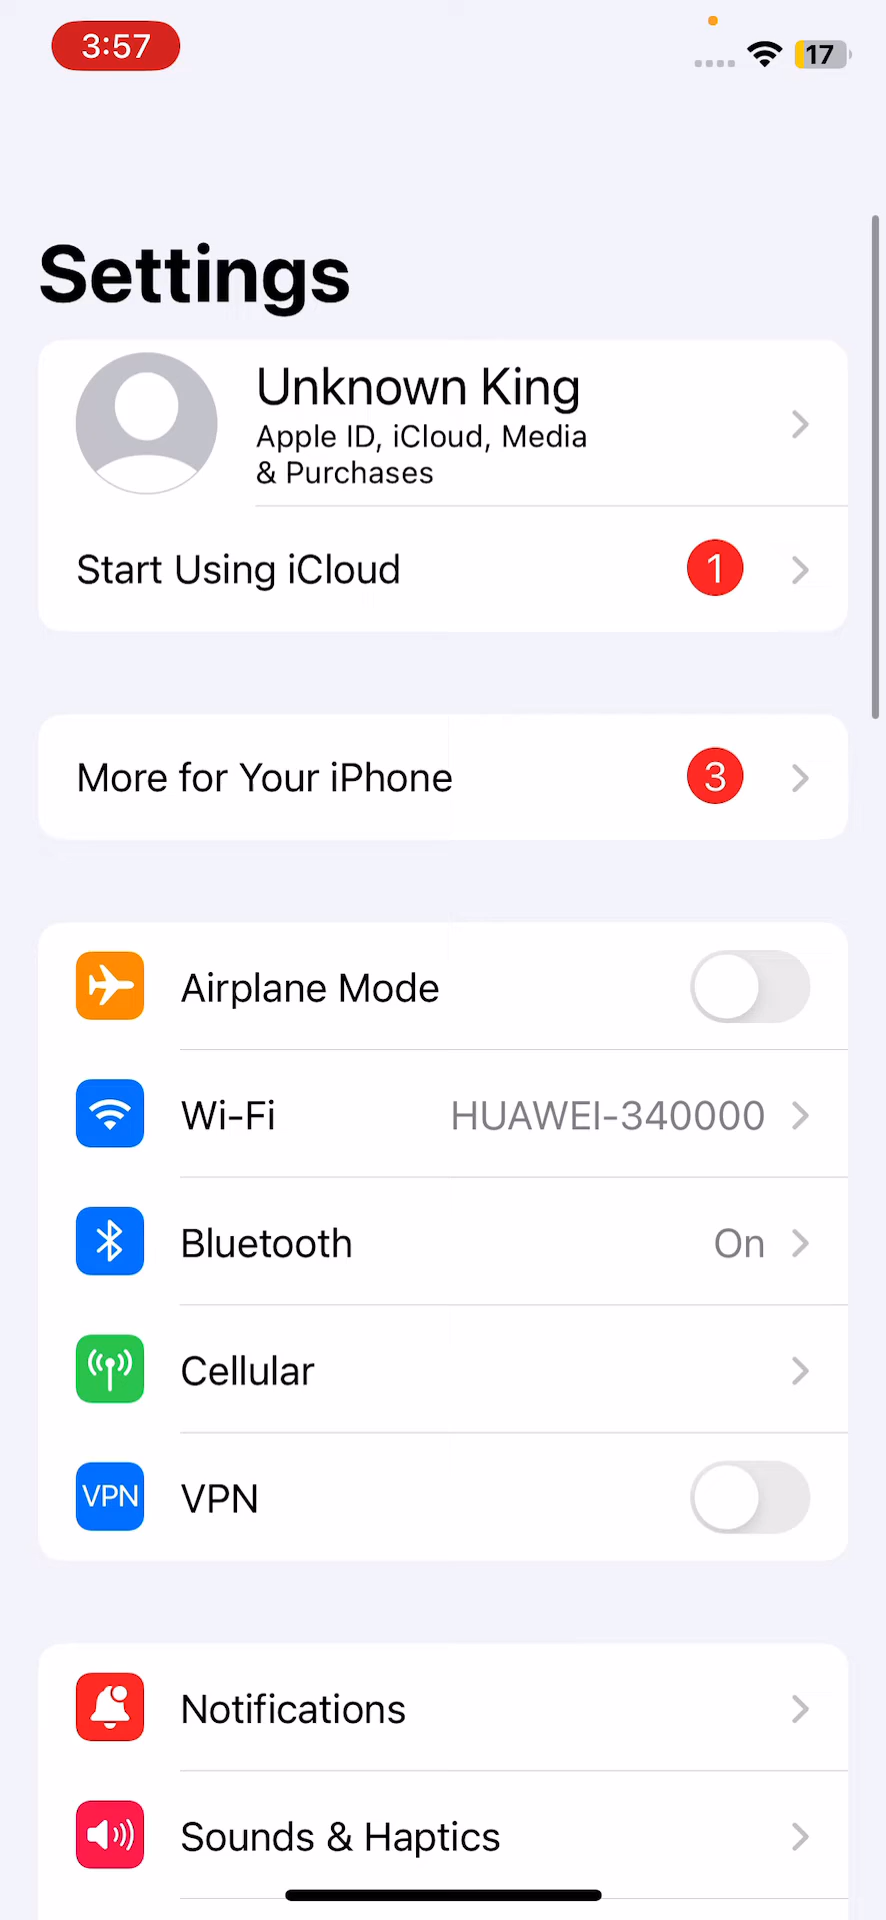 3:57
17
Settings
Unknown King
Apple ID, iCloud, Media
& Purchases
Start Using iCloud 1
More for Your iPhone 3
Airplane Mode
Wi-Fi HUAWEI-340000
Bluetooth On
Cellular
VPN VPN
Notifications
Sounds & Haptics